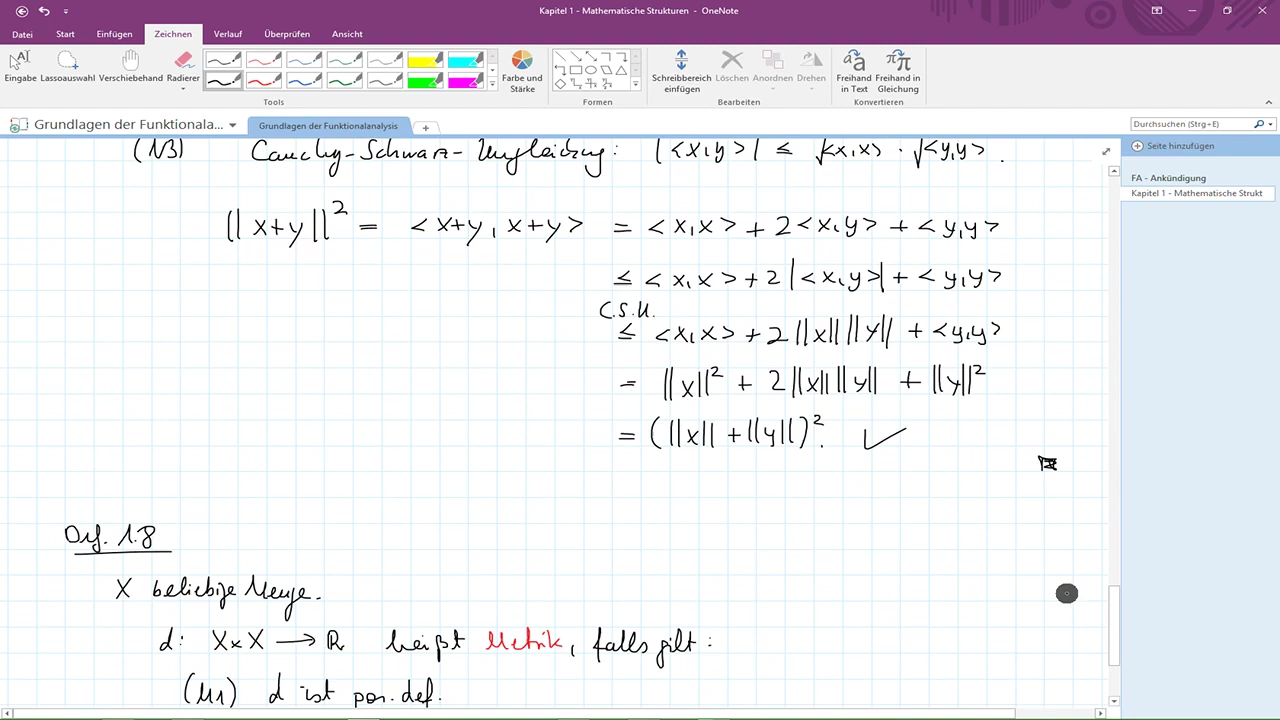 Kapitel 1 - Mathematische Strukturen - OneNote
Datei Start Einfügen Zeichnen Verlauf Überprüfen Ansicht
Eingabe Lassoauswahl Verschiebehand Radierer Farbe und Stärke Schreibbereich einfügen Löschen Anordnen Drehen Freihand in Text Freihand in Gleichung
Tools Formen Bearbeiten Konvertieren
Grundlagen der Funktionala... Grundlagen der Funktionalanalysis Durchsuchen (Strg+E)
Seite hinzufügen
FA - Ankündigung
Kapitel 1 - Mathematische Strukt
(N3) Cauchy-Schwarz-Ungleichung: |<x,y>| ≤ √<x,x> · √<y,y> .
||x+y||² = <x+y, x+y> = <x,x> + 2<x,y> + <y,y>
≤ <x,x> + 2|<x,y>| + <y,y>
C.S.U.
≤ <x,x> + 2||x|| ||y|| + <y,y>
= ||x||² + 2||x|| ||y|| + ||y||²
= (||x|| + ||y||)². ✓
Def. 1.8
X beliebige Menge.
d: X×X → ℝ heißt Metrik, falls gilt:
(M1) d ist pos. def.